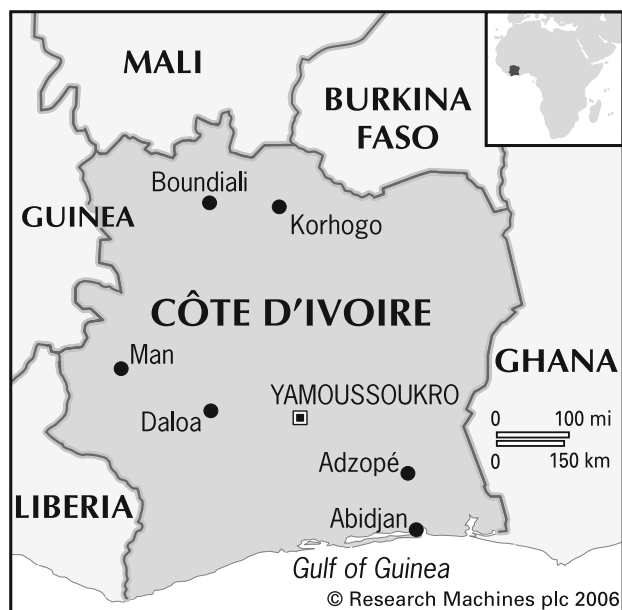 MALI
BURKINA
FASO
Boundiali
GUINEA
Korhogo
CÔTE D'IVOIRE
Man
GHANA
YAMOUSSOUKRO
Daloa
0 100 mi
0 150 km
Adzopé
LIBERIA
Abidjan
Gulf of Guinea
© Research Machines plc 2006